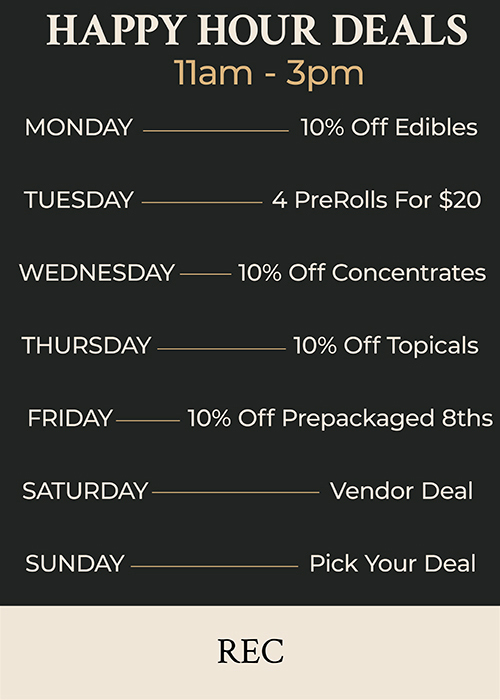 HAPPY HOUR DEALS
11am - 3pm
MONDAY 10% Off Edibles
TUESDAY 4 PreRolls For $20
WEDNESDAY 10% Off Concentrates
THURSDAY 10% Off Topicals
FRIDAY 10% Off Prepackaged 8ths
SATURDAY Vendor Deal
SUNDAY Pick Your Deal
REC